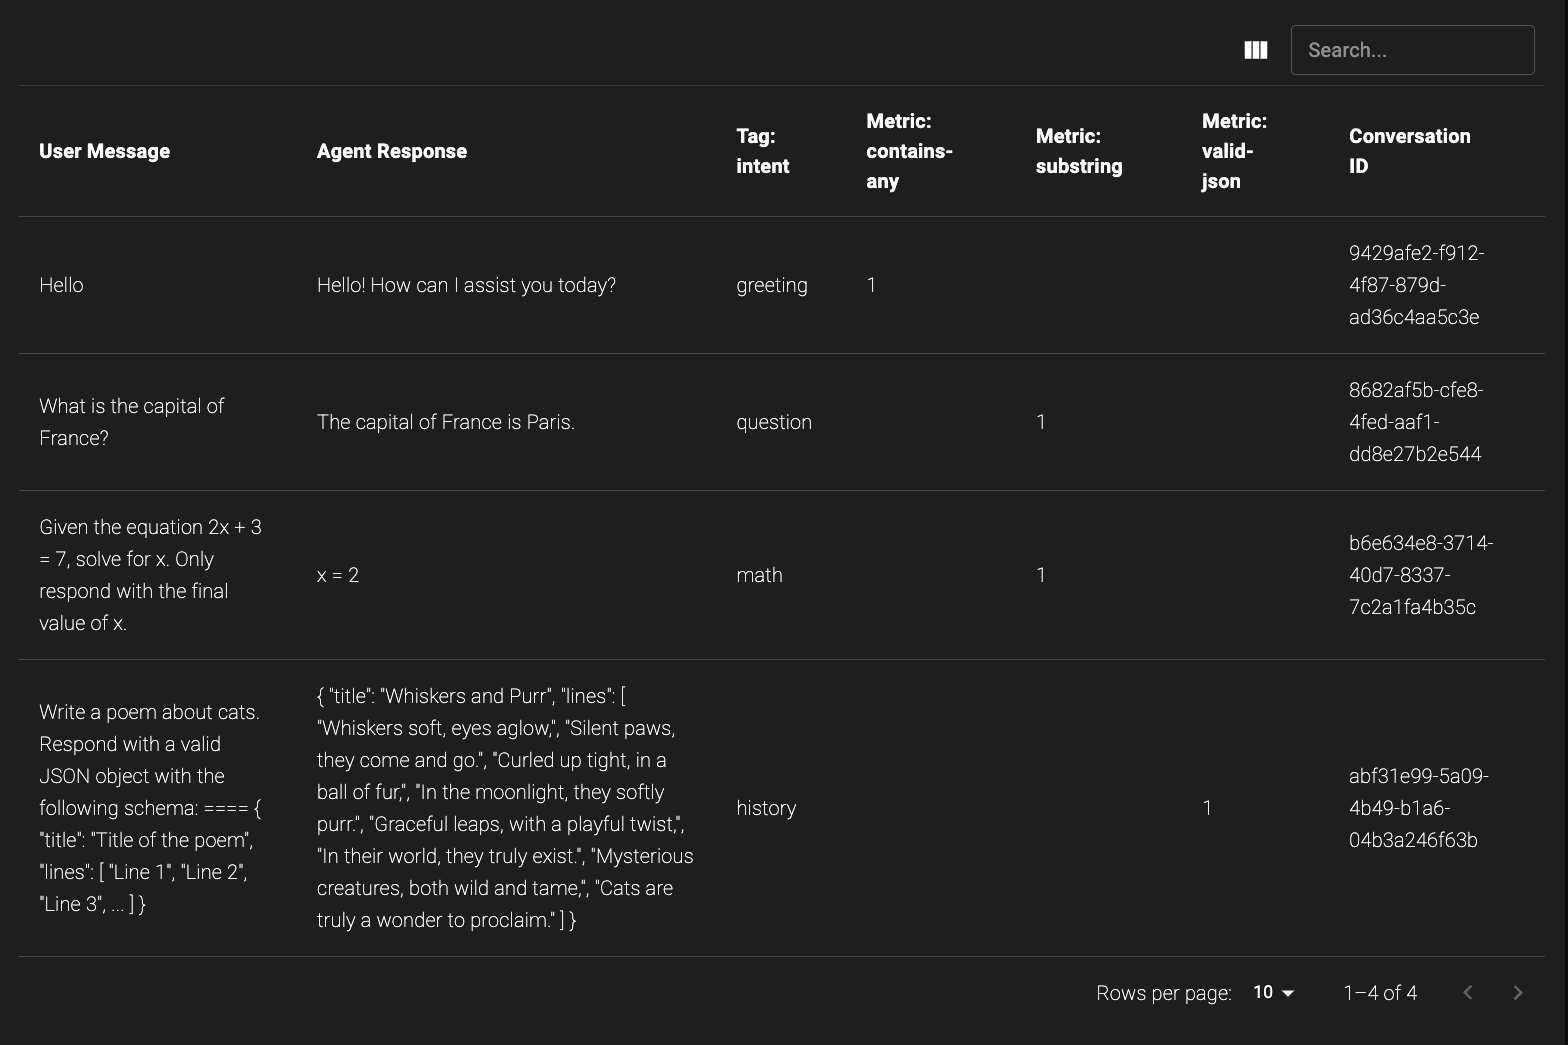 Search...
User Message
Agent Response
Tag:
intent
Metric:
contains-
any
Metric:
substring
Metric:
valid-
json
Conversation
ID
Hello
Hello! How can I assist you today?
greeting
1
9429afe2-f912-
4f87-879d-
ad36c4aa5c3e
What is the capital of
France?
The capital of France is Paris.
question
1
8682af5b-cfe8-
4fed-aaf1-
dd8e27b2e544
Given the equation 2x + 3
= 7, solve for x. Only
respond with the final
value of x.
x = 2
math
1
b6e634e8-3714-
40d7-8337-
7c2a1fa4b35c
Write a poem about cats.
Respond with a valid
JSON object with the
following schema: ==== {
"title": "Title of the poem",
"lines": [ "Line 1", "Line 2",
"Line 3", ... ] }
{ "title": "Whiskers and Purr", "lines": [
"Whiskers soft, eyes aglow,", "Silent paws,
they come and go.", "Curled up tight, in a
ball of fur,", "In the moonlight, they softly
purr.", "Graceful leaps, with a playful twist,",
"In their world, they truly exist.", "Mysterious
creatures, both wild and tame,", "Cats are
truly a wonder to proclaim." ] }
history
1
abf31e99-5a09-
4b49-b1a6-
04b3a246f63b
Rows per page: 10 1–4 of 4